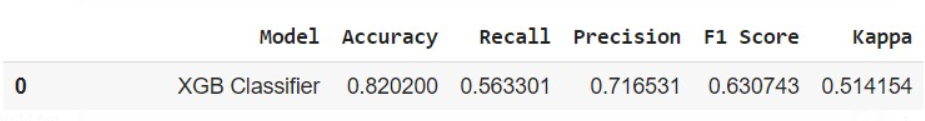 Model Accuracy Recall Precision F1 Score Kappa
0 XGB Classifier 0.820200 0.563301 0.716531 0.630743 0.514154